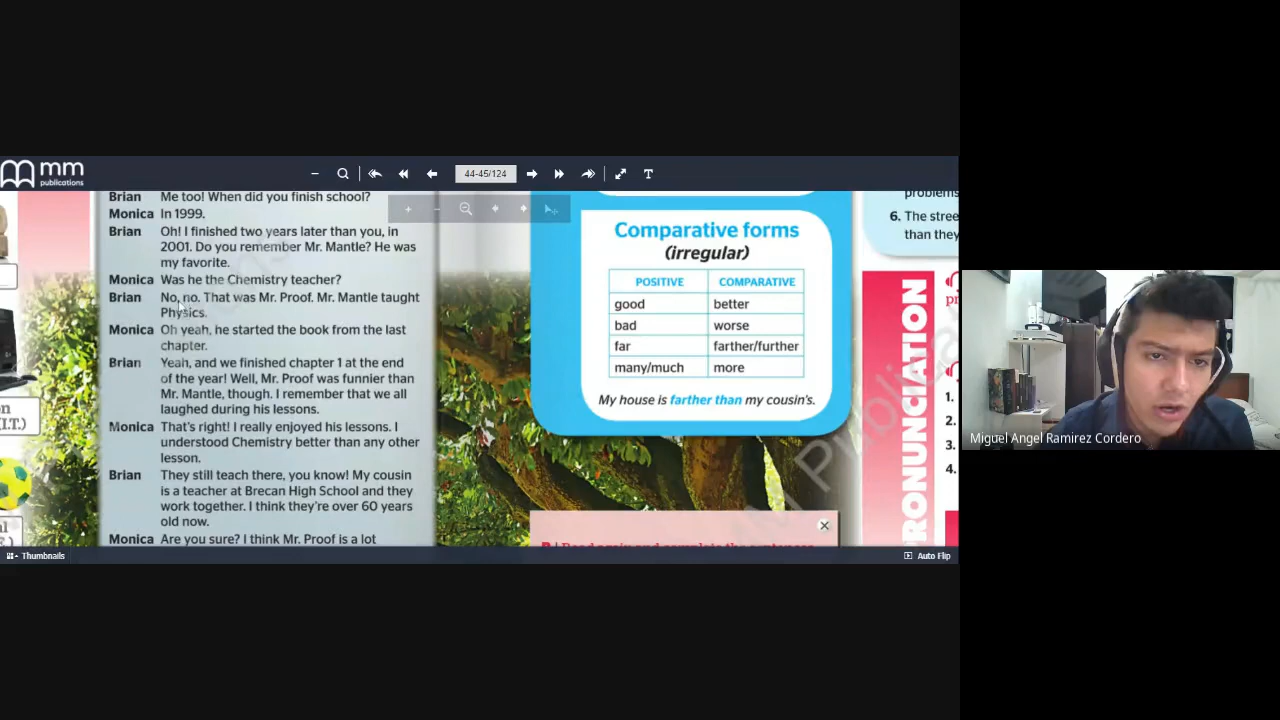 mm
publications
44-45/124
T
Brian Me too! When did you finish school?
Monica In 1999.
Brian Oh! I finished two years later than you, in
2001. Do you remember Mr. Mantle? He was
my favorite.
Monica Was he the Chemistry teacher?
Brian No, no. That was Mr. Proof. Mr. Mantle taught
Physics.
Monica Oh yeah, he started the book from the last
chapter.
Brian Yeah, and we finished chapter 1 at the end
of the year! Well, Mr. Proof was funnier than
Mr. Mantle, though. I remember that we all
laughed during his lessons.
Monica That's right! I really enjoyed his lessons. I
understood Chemistry better than any other
lesson.
Brian They still teach there, you know! My cousin
is a teacher at Brecan High School and they
work together. I think they're over 60 years
old now.
Monica Are you sure? I think Mr. Proof is a lot
I.T.)
Comparative forms
(irregular)
POSITIVE COMPARATIVE
good better
bad worse
far farther/further
many/much more
My house is farther than my cousin's.
problems
6. The stree
than they
PRONUNCIATION
pr
1.
2.
3.
4.
Miguel Angel Ramirez Cordero
Thumbnails
Auto Flip